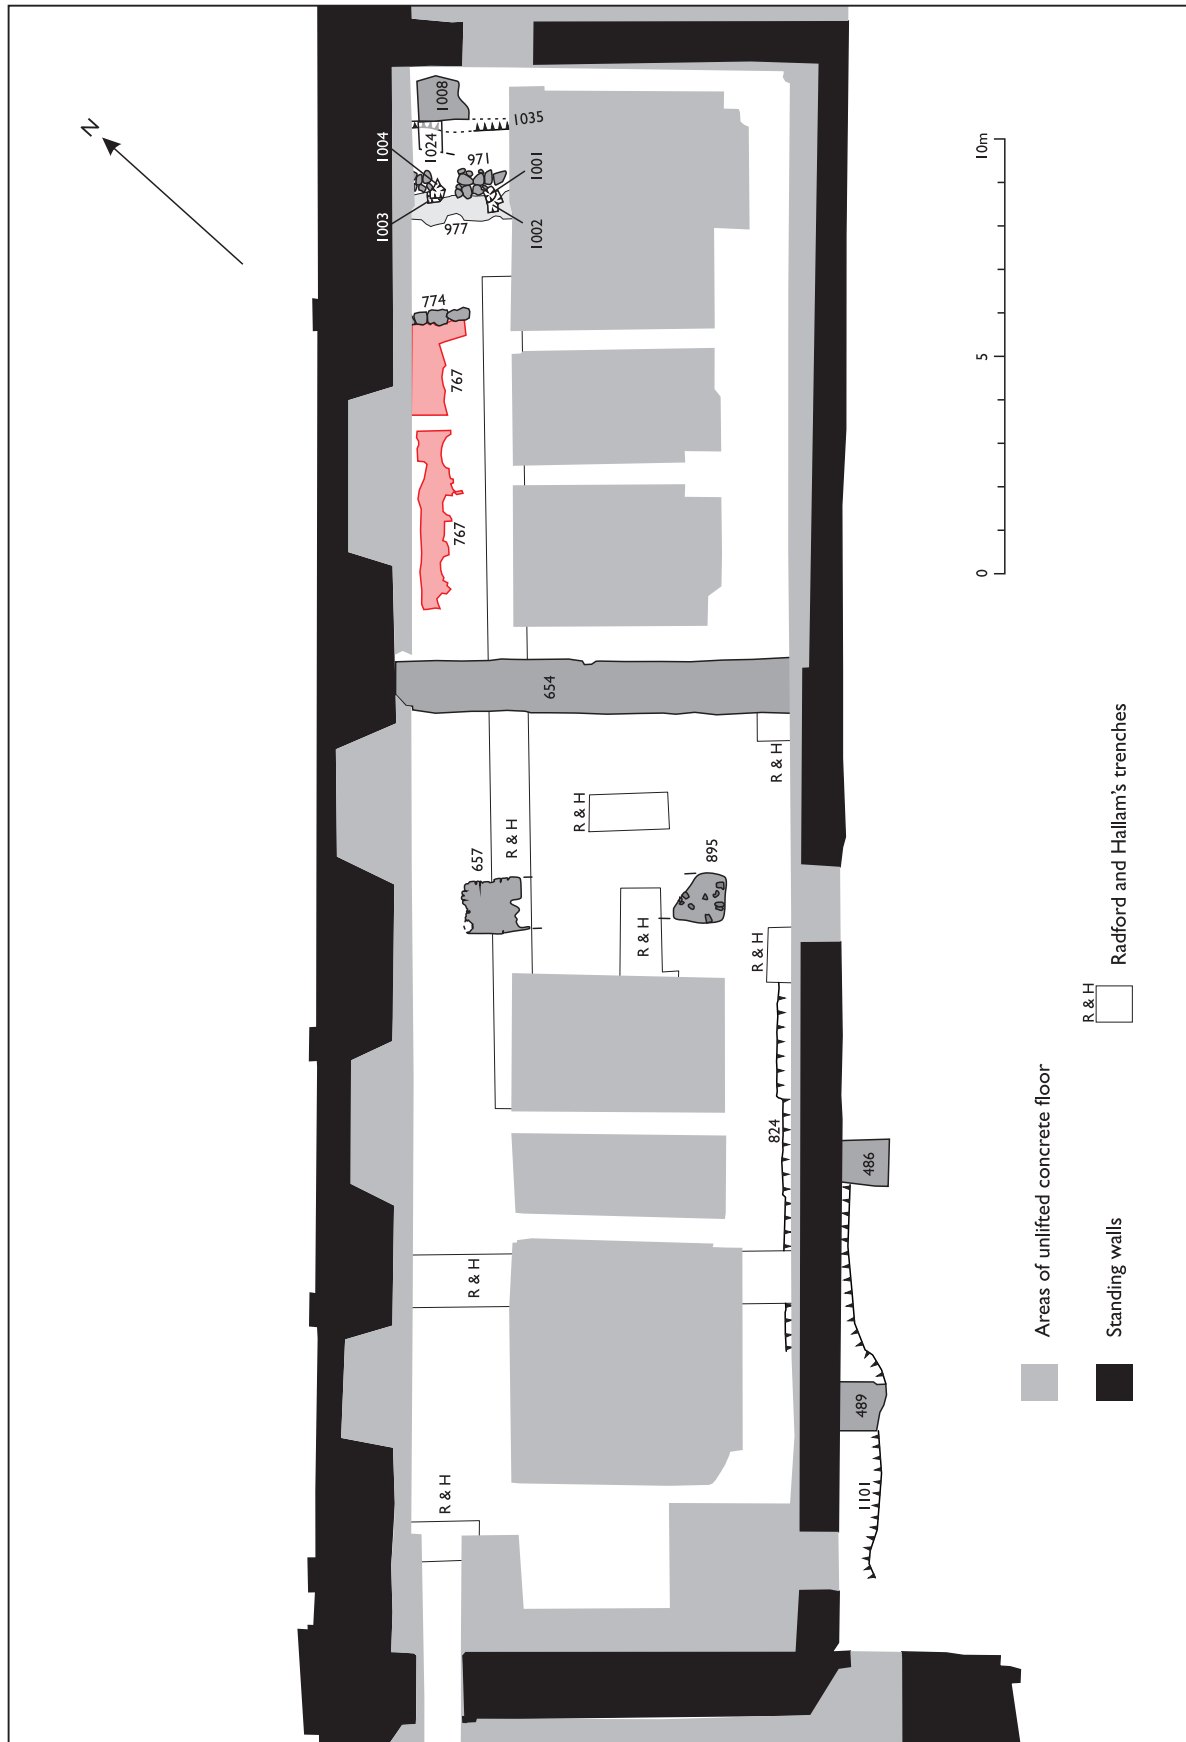 N
1008
1035
1004
1024
971
1001
1003
977
1002
10m
774
5
767
767
0
654
R & H
R & H
R & H
657
895
R & H
R & H
R & H Radford and Hallam's trenches
824
486
R & H
489
R & H
1101
Areas of unlifted concrete floor
Standing walls